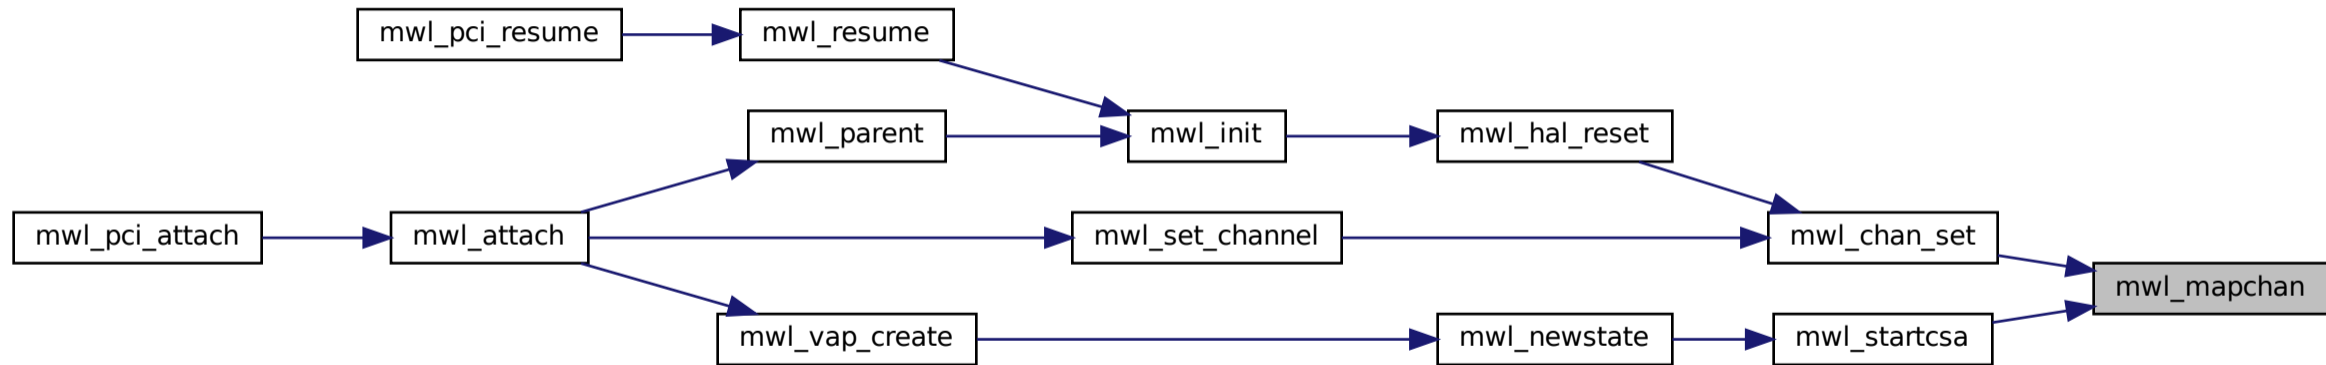 mwl_pci_resume
mwl_resume
mwl_parent
mwl_init
mwl_hal_reset
mwl_pci_attach
mwl_attach
mwl_set_channel
mwl_chan_set
mwl_mapchan
mwl_vap_create
mwl_newstate
mwl_startcsa